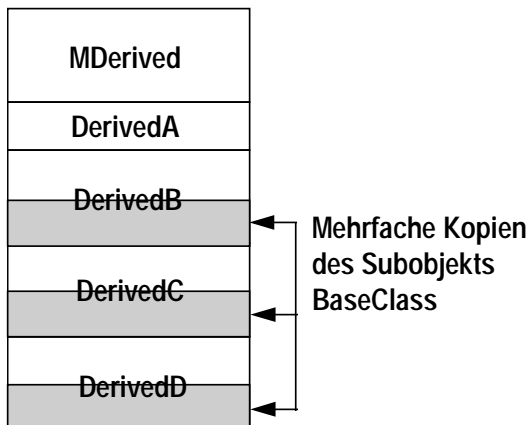 MDerived
DerivedA
DerivedB
DerivedC
DerivedD
Mehrfache Kopien
des Subobjekts
BaseClass